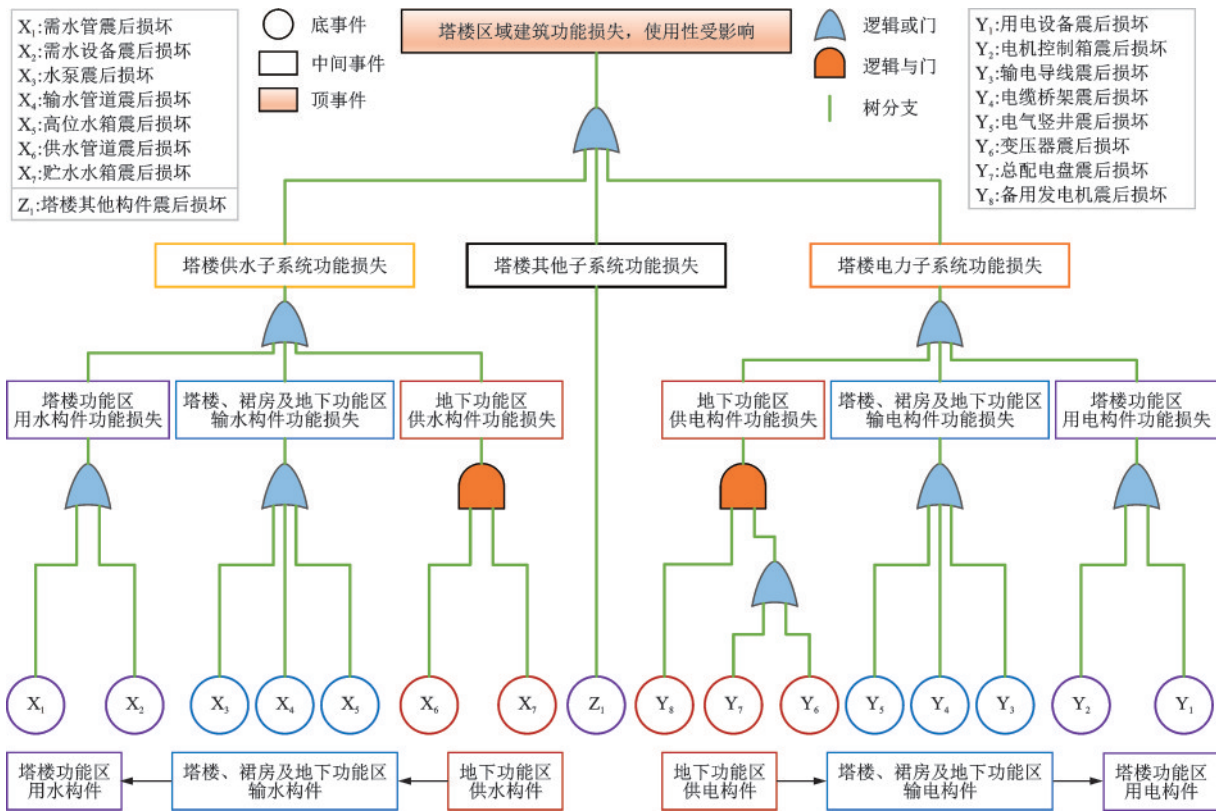 X₁:需水管震后损坏
X₂:需水设备震后损坏
X₃:水泵震后损坏
X₄:输水管道震后损坏
X₅:高位水箱震后损坏
X₆:供水管道震后损坏
X₇:贮水水箱震后损坏
Z₁:塔楼其他构件震后损坏
底事件
中间事件
顶事件
塔楼区域建筑功能损失，使用性受影响
逻辑或门
逻辑与门
树分支
Y₁:用电设备震后损坏
Y₂:电机控制箱震后损坏
Y₃:输电导线震后损坏
Y₄:电缆桥架震后损坏
Y₅:电气竖井震后损坏
Y₆:变压器震后损坏
Y₇:总配电盘震后损坏
Y₈:备用发电机震后损坏
塔楼供水子系统功能损失
塔楼其他子系统功能损失
塔楼电力子系统功能损失
塔楼功能区
用水构件功能损失
塔楼、裙房及地下功能区
输水构件功能损失
地下功能区
供水构件功能损失
地下功能区
供电构件功能损失
塔楼、裙房及地下功能区
输电构件功能损失
塔楼功能区
用电构件功能损失
X₁
X₂
X₃
X₄
X₅
X₆
X₇
Z₁
Y₈
Y₇
Y₆
Y₅
Y₄
Y₃
Y₂
Y₁
塔楼功能区
用水构件
塔楼、裙房及地下功能区
输水构件
地下功能区
供水构件
地下功能区
供电构件
塔楼、裙房及地下功能区
输电构件
塔楼功能区
用电构件